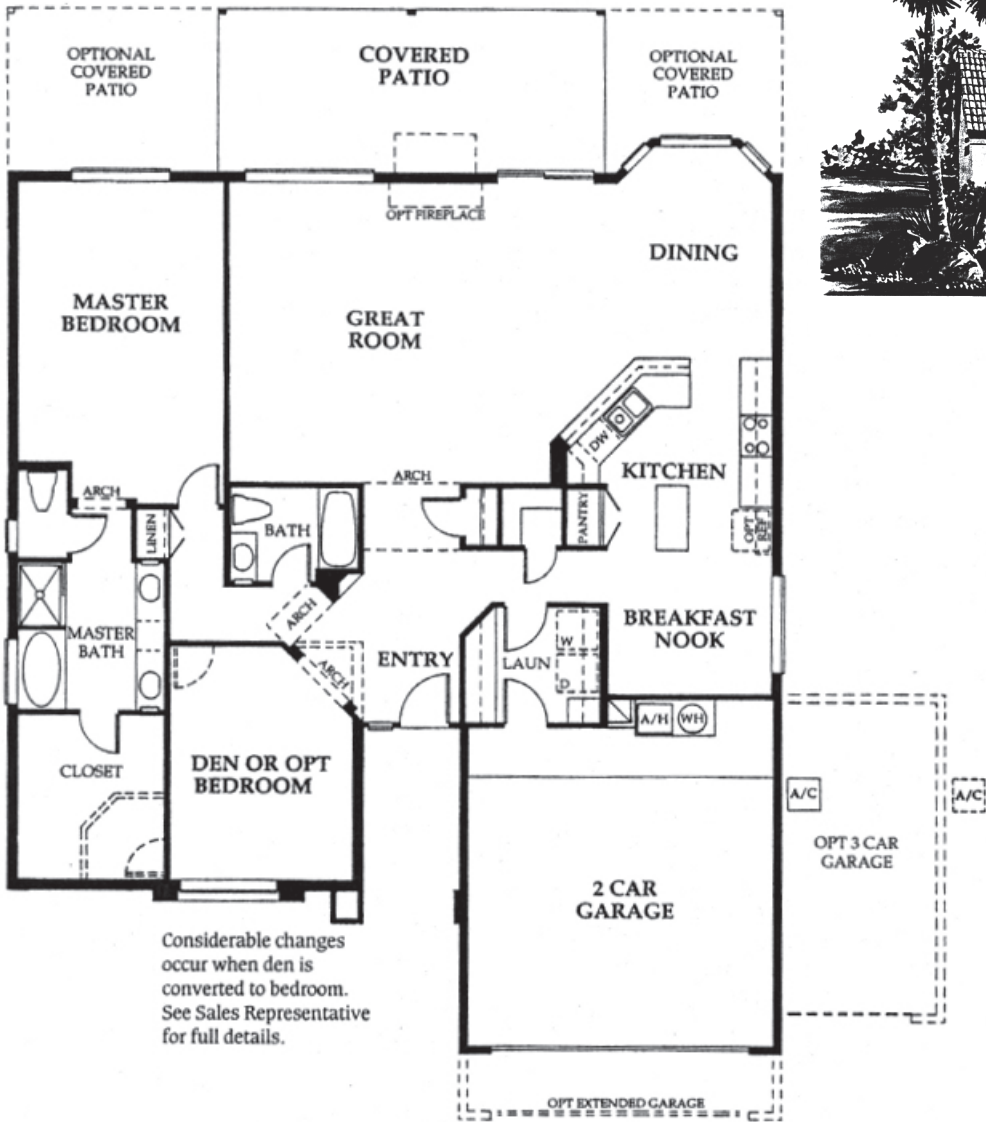 OPTIONAL
COVERED
PATIO
COVERED
PATIO
OPTIONAL
COVERED
PATIO
OPT FIREPLACE
DINING
MASTER
BEDROOM
GREAT
ROOM
DW
KITCHEN
ARCH
ARCH
LINEN
BATH
PANTRY
OPT
REF
ARCH
MASTER
BATH
ARCH
ENTRY
LAUN
W
D
BREAKFAST
NOOK
A/H
WH
CLOSET
DEN OR OPT
BEDROOM
A/C
A/C
OPT 3 CAR
GARAGE
2 CAR
GARAGE
Considerable changes
occur when den is
converted to bedroom.
See Sales Representative
for full details.
OPT EXTENDED GARAGE